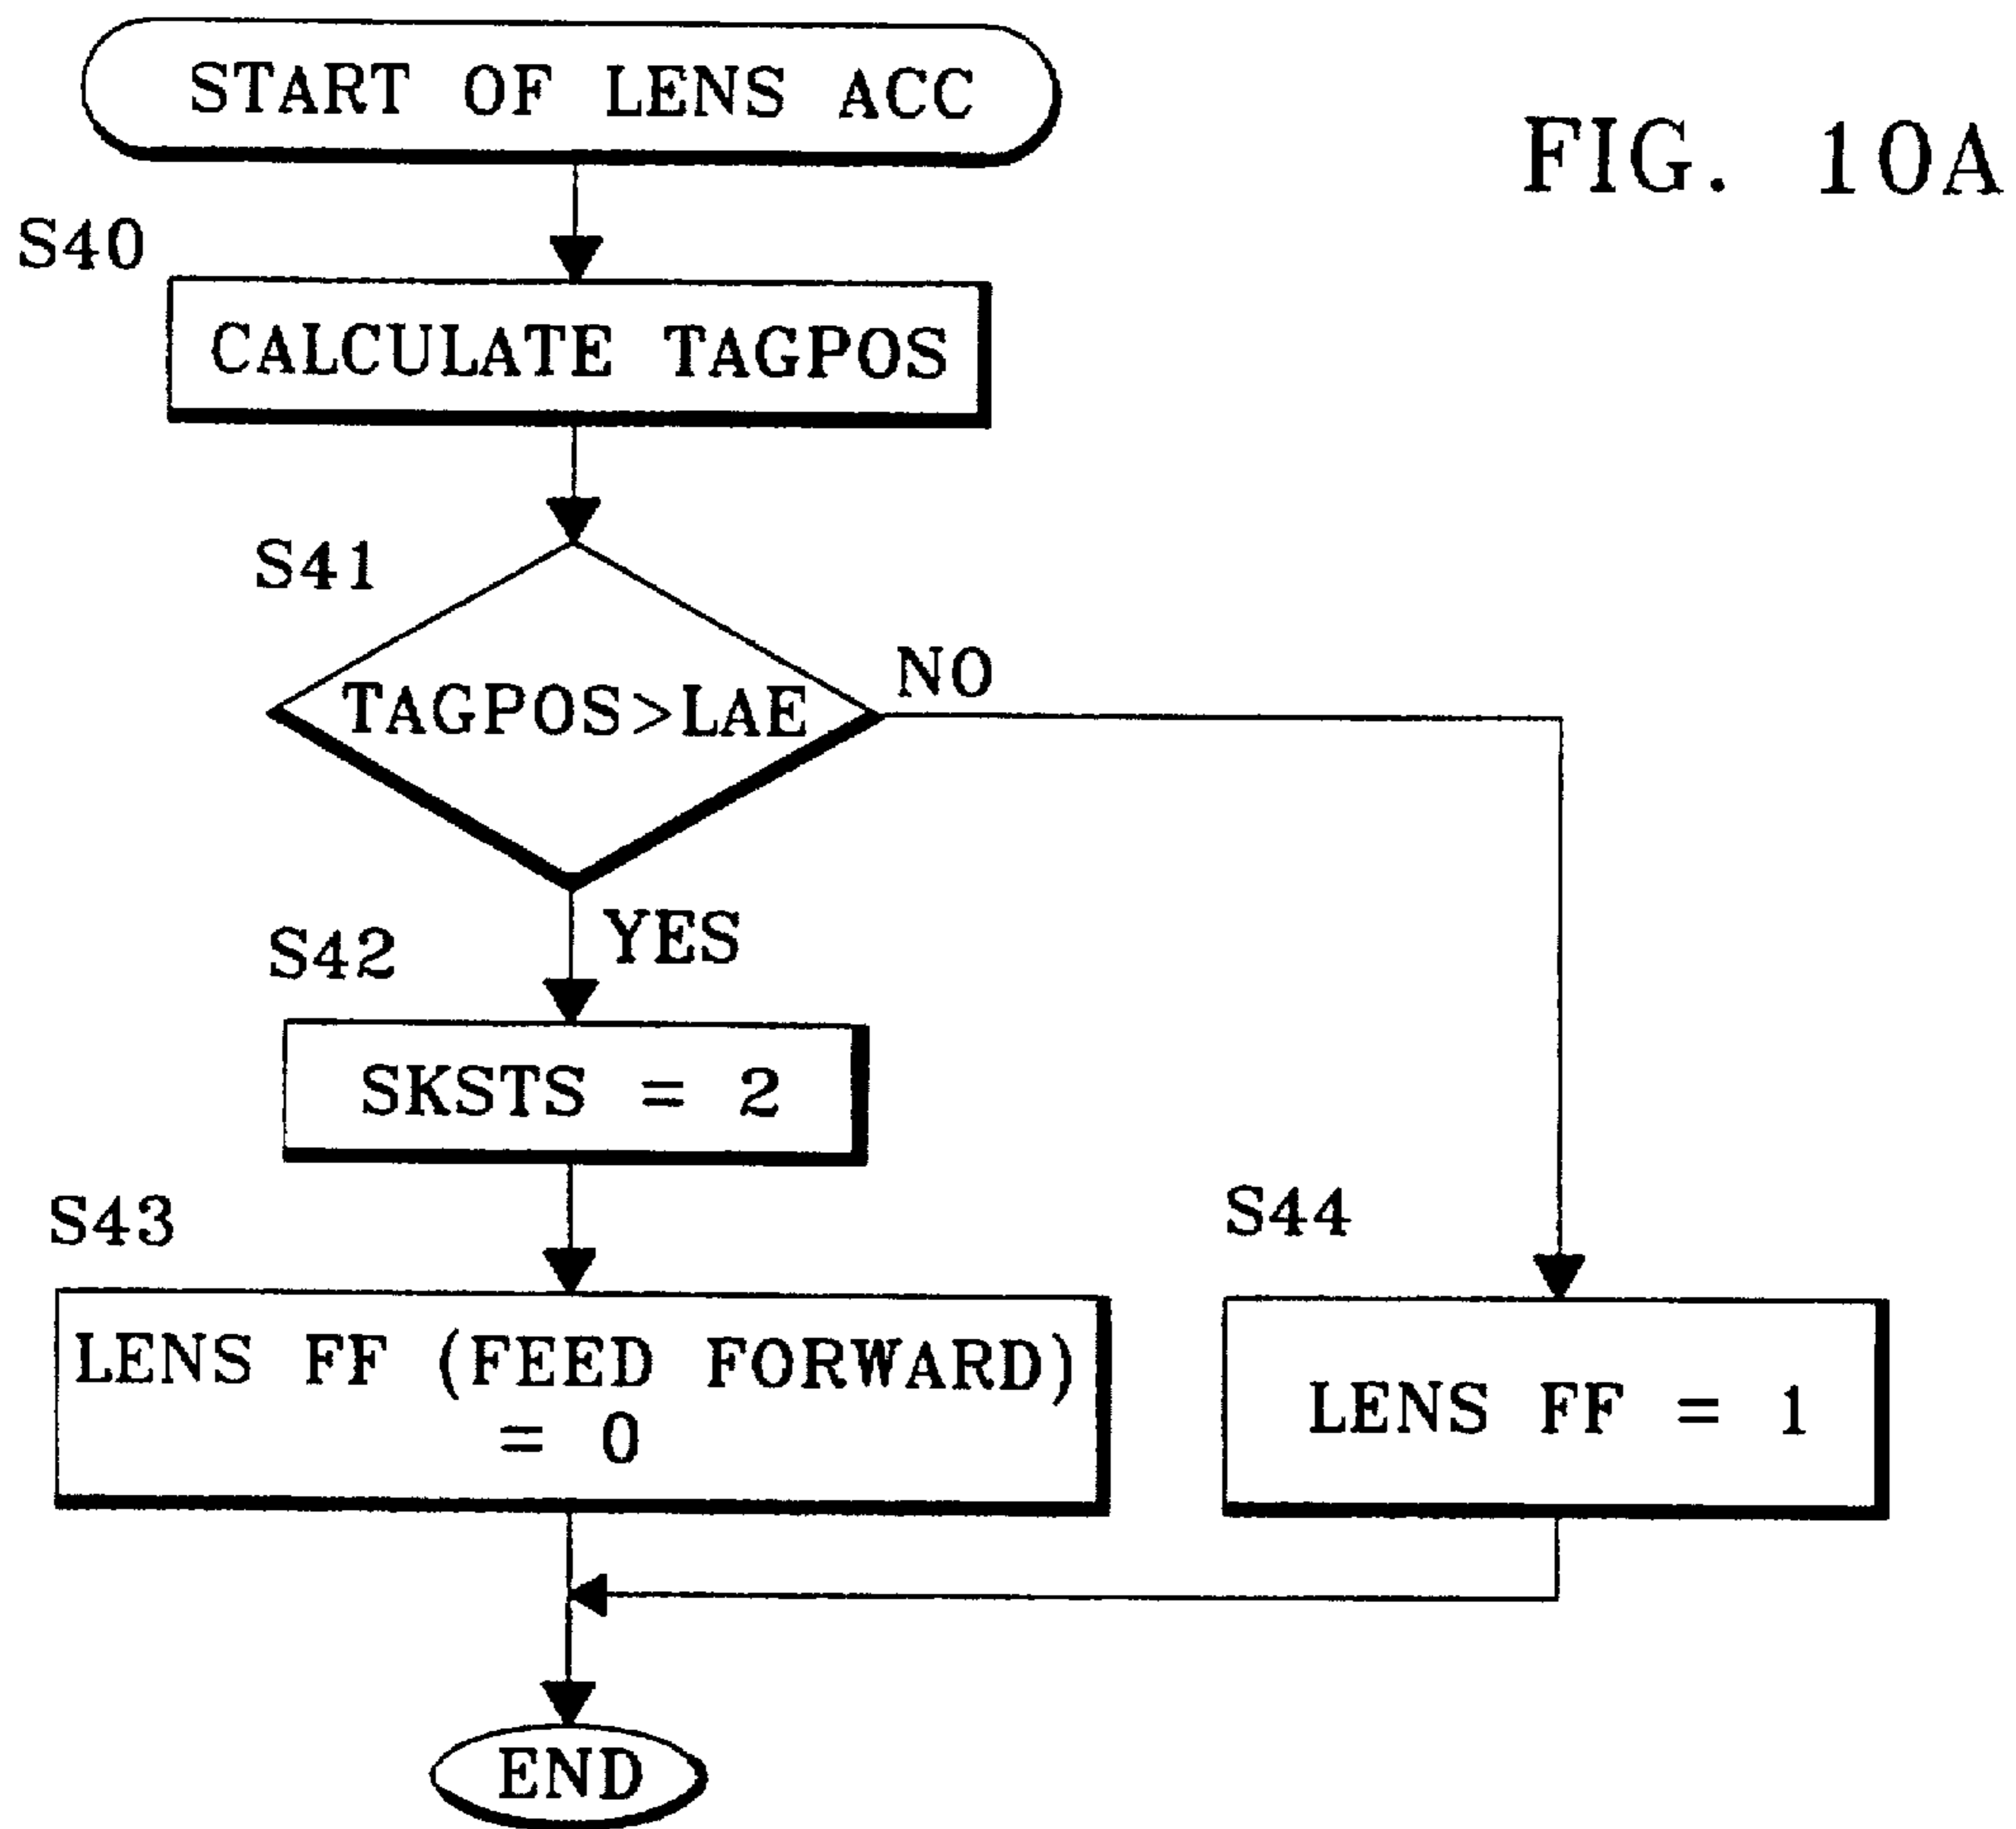 START OF LENS ACC
FIG. 10A
S40
CALCULATE TAGPOS
S41
TAGPOS>LAE
NO
YES
S42
SKSTS = 2
S43
LENS FF (FEED FORWARD)
= 0
S44
LENS FF = 1
END